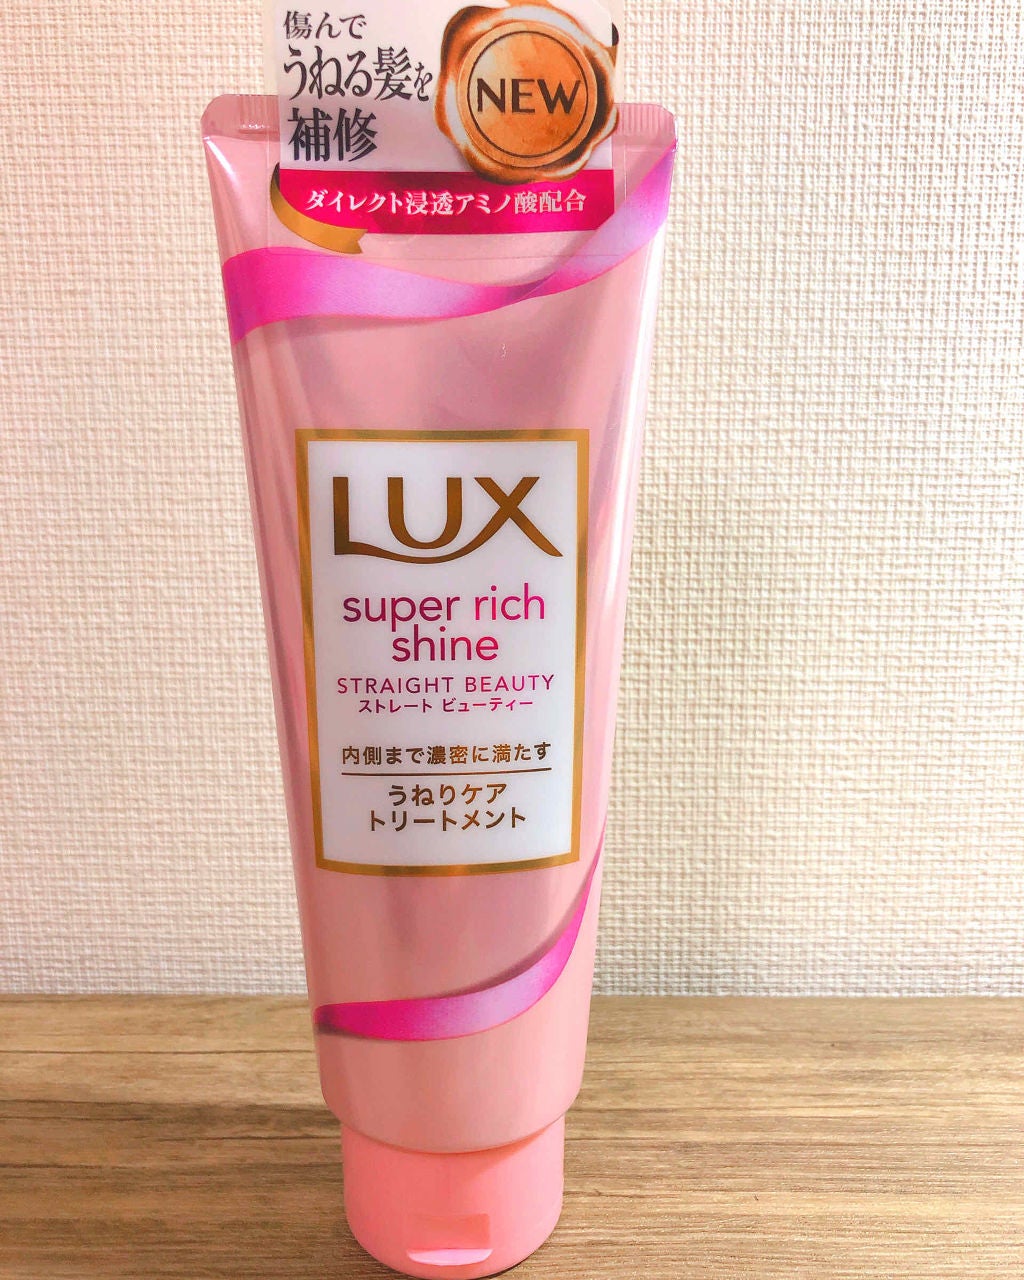 傷んで
うねる髪を
補修
NEW
ダイレクト浸透アミノ酸配合
LUX
super rich
shine
STRAIGHT BEAUTY
ストレート ビューティー
内側まで濃密に満たす
うねりケア
トリートメント